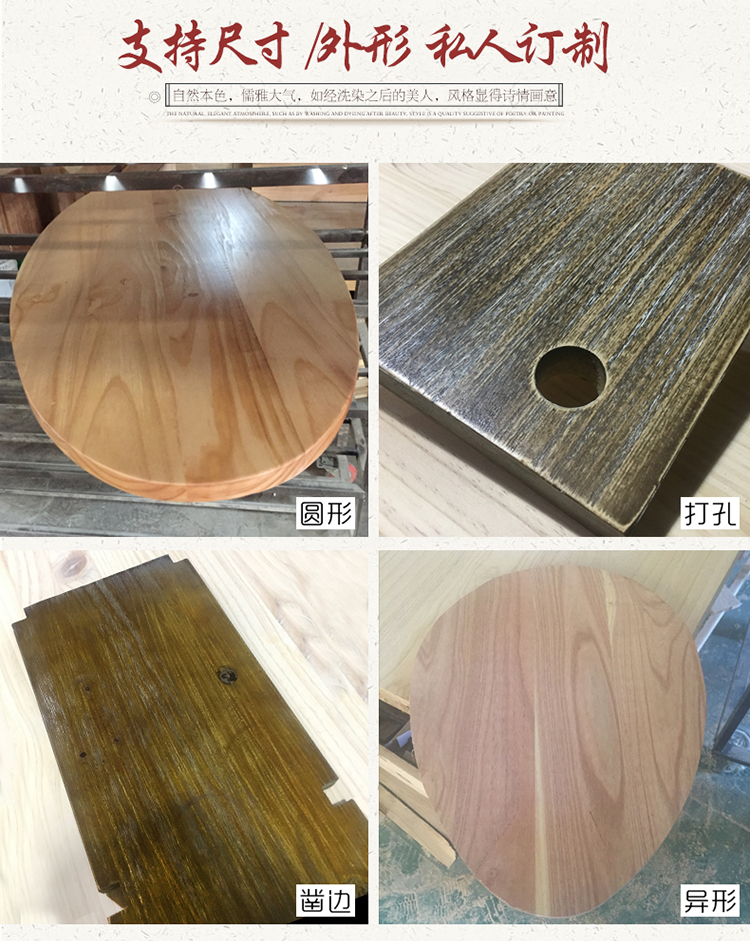 支持尺寸 /外形 私人订制
自然本色，儒雅大气，如经洗染之后的美人，风格显得诗情画意
THE NATURAL, ELEGANT ATMOSPHERE, SUCH AS BY WASHING AND DYEING AFTER BEAUTY, STYLE IS A QUALITY SUGGESTIVE OF POETRY OR PAINTING
圆形
打孔
凿边
异形